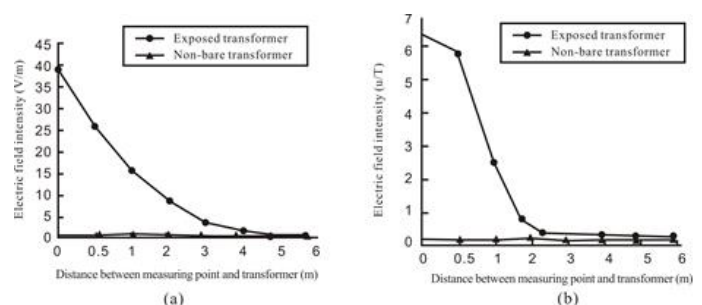 Exposed transformer
Non-bare transformer
Electric field intensity (V/m)
45
40
35
30
25
20
15
10
5
0
0 0.5 1 2 3 4 5 6
Distance between measuring point and transformer (m)
(a)
Exposed transformer
Non-bare transformer
Electric field intensity (u/T)
7
6
5
4
3
2
1
0
0 0.5 1 2 3 4 5 6
Distance between measuring point and transformer (m)
(b)